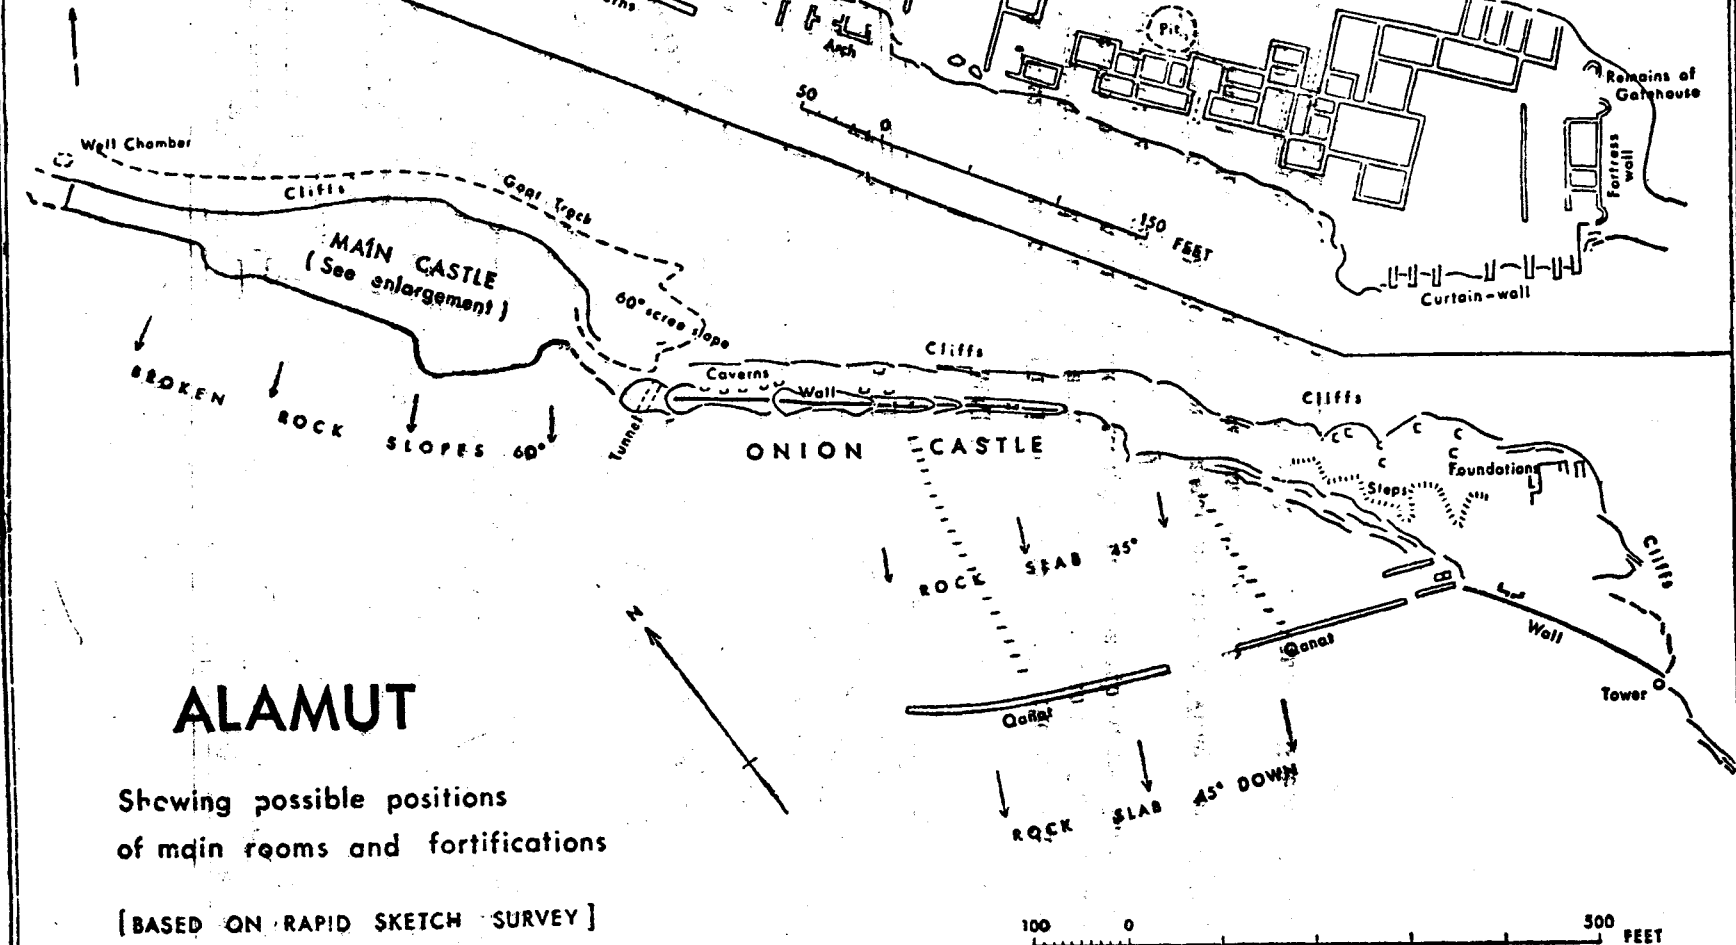 Arch
Pit
Remains of
Gatehouse
Fortress
wall
50
0
150
FEET
Curtain-wall
Well Chamber
Cliffs
Goat Track
MAIN CASTLE
(See enlargement)
60° scree slope
BROKEN ROCK SLOPES 60°
Tunnel
Caverns
Wall
Cliffs
ONION CASTLE
Cliffs
Foundations
Steps
Cliffs
ROCK SLAB 45°
Qanat
Qanat
Wall
Tower
ROCK SLAB 45° DOWN
N
ALAMUT
Showing possible positions
of main rooms and fortifications
[BASED ON RAPID SKETCH SURVEY]
100
0
500
FEET